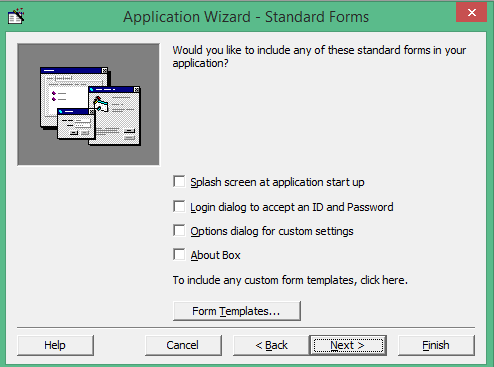 Application Wizard - Standard Forms
Would you like to include any of these standard forms in your
application?
Splash screen at application start up
Login dialog to accept an ID and Password
Options dialog for custom settings
About Box
To include any custom form templates, click here.
Form Templates...
Help
Cancel
< Back
Next >
Finish